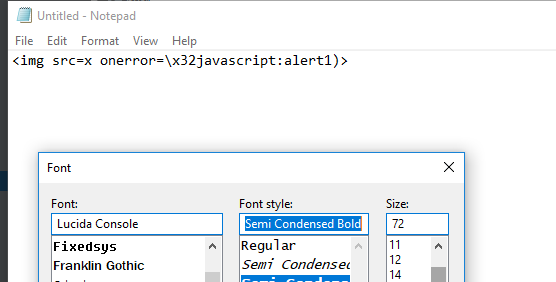 Untitled - Notepad
File Edit Format View Help
<img src=x onerror=\x32javascript:alert1)>
Font
Font: Font style: Size:
Lucida Console Semi Condensed Bold 72
Fixedsys Regular 11
Franklin Gothic Semi Condensed 12
14